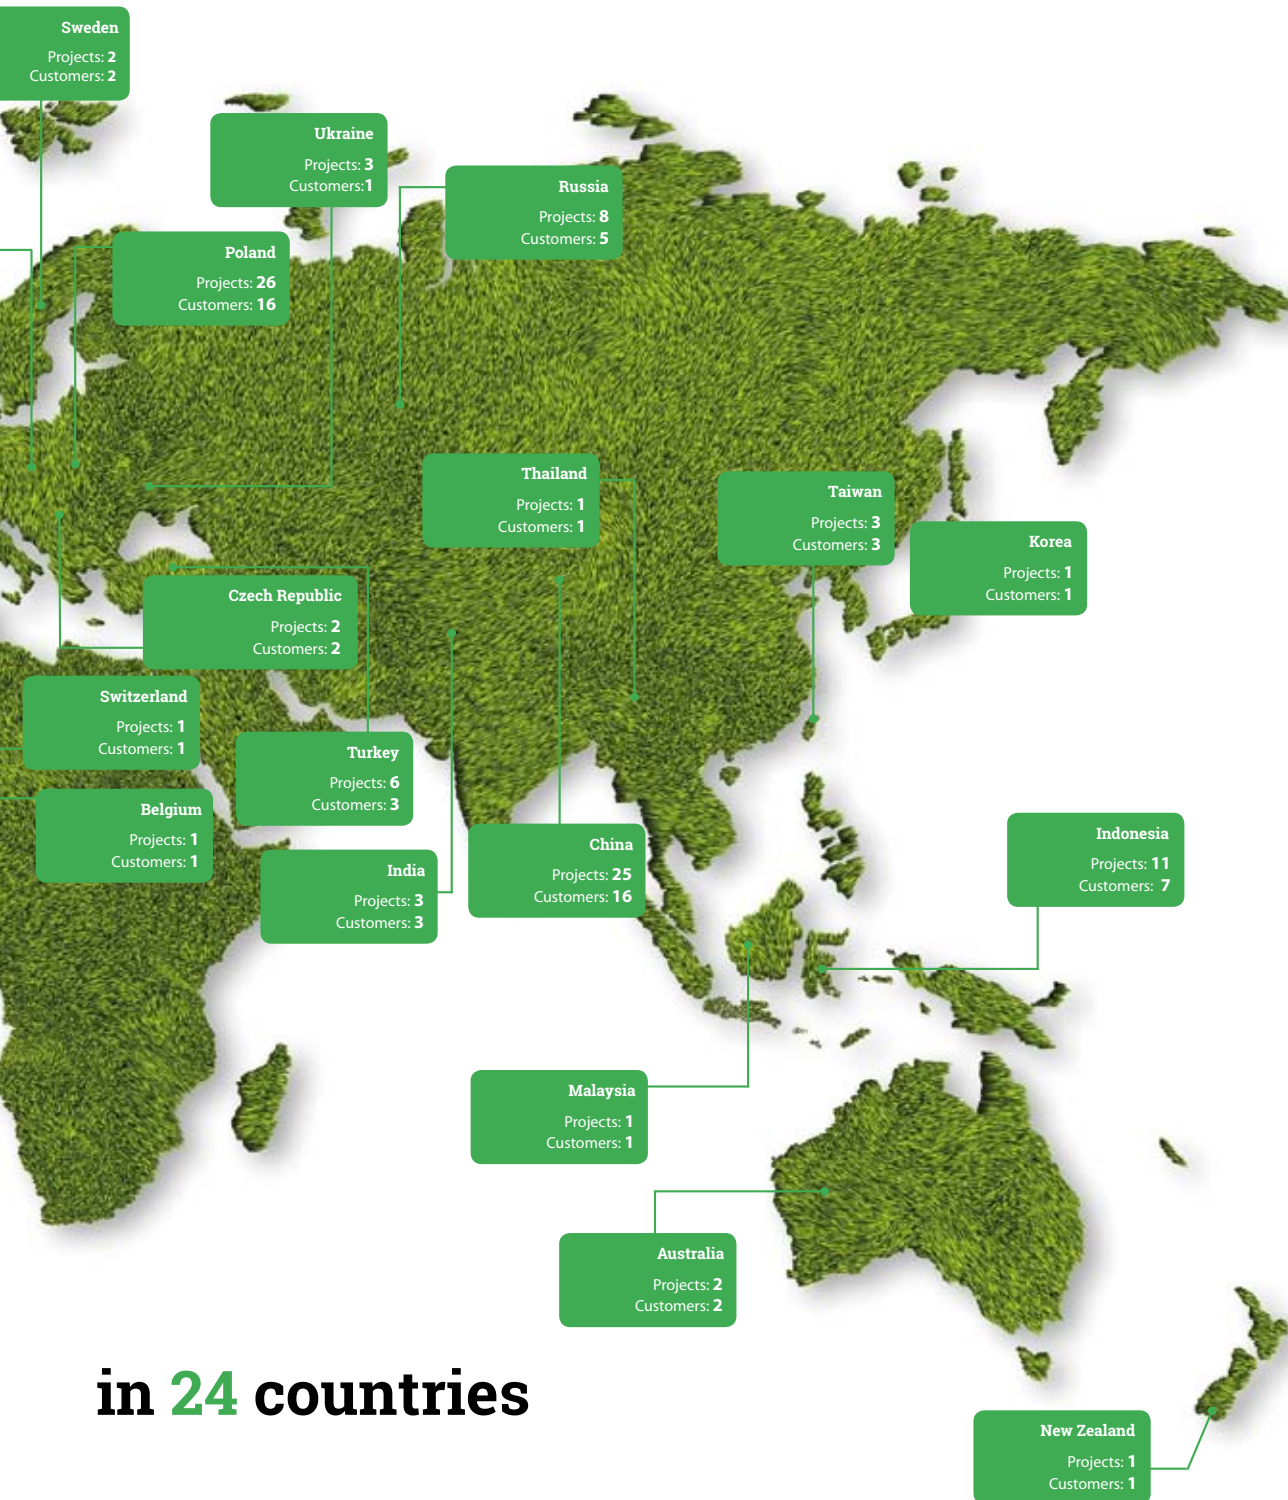 Sweden
Projects: 2
Customers: 2
Ukraine
Projects: 3
Customers:1
Russia
Projects: 8
Customers: 5
Poland
Projects: 26
Customers: 16
Thailand
Projects: 1
Customers: 1
Taiwan
Projects: 3
Customers: 3
Korea
Projects: 1
Customers: 1
Czech Republic
Projects: 2
Customers: 2
Switzerland
Projects: 1
Customers: 1
Turkey
Projects: 6
Customers: 3
Belgium
Projects: 1
Customers: 1
India
Projects: 3
Customers: 3
China
Projects: 25
Customers: 16
Indonesia
Projects: 11
Customers: 7
Malaysia
Projects: 1
Customers: 1
Australia
Projects: 2
Customers: 2
in 24 countries
New Zealand
Projects: 1
Customers: 1